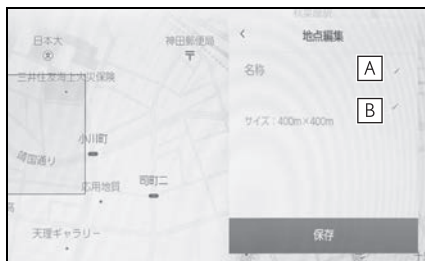 日本大
神田郵便局
三井住友海上火災保険
小川町
靖国通り
応用地質
司町二
天理ギャラリー
地点編集
名称
A
B
サイズ：400m×400m
保存